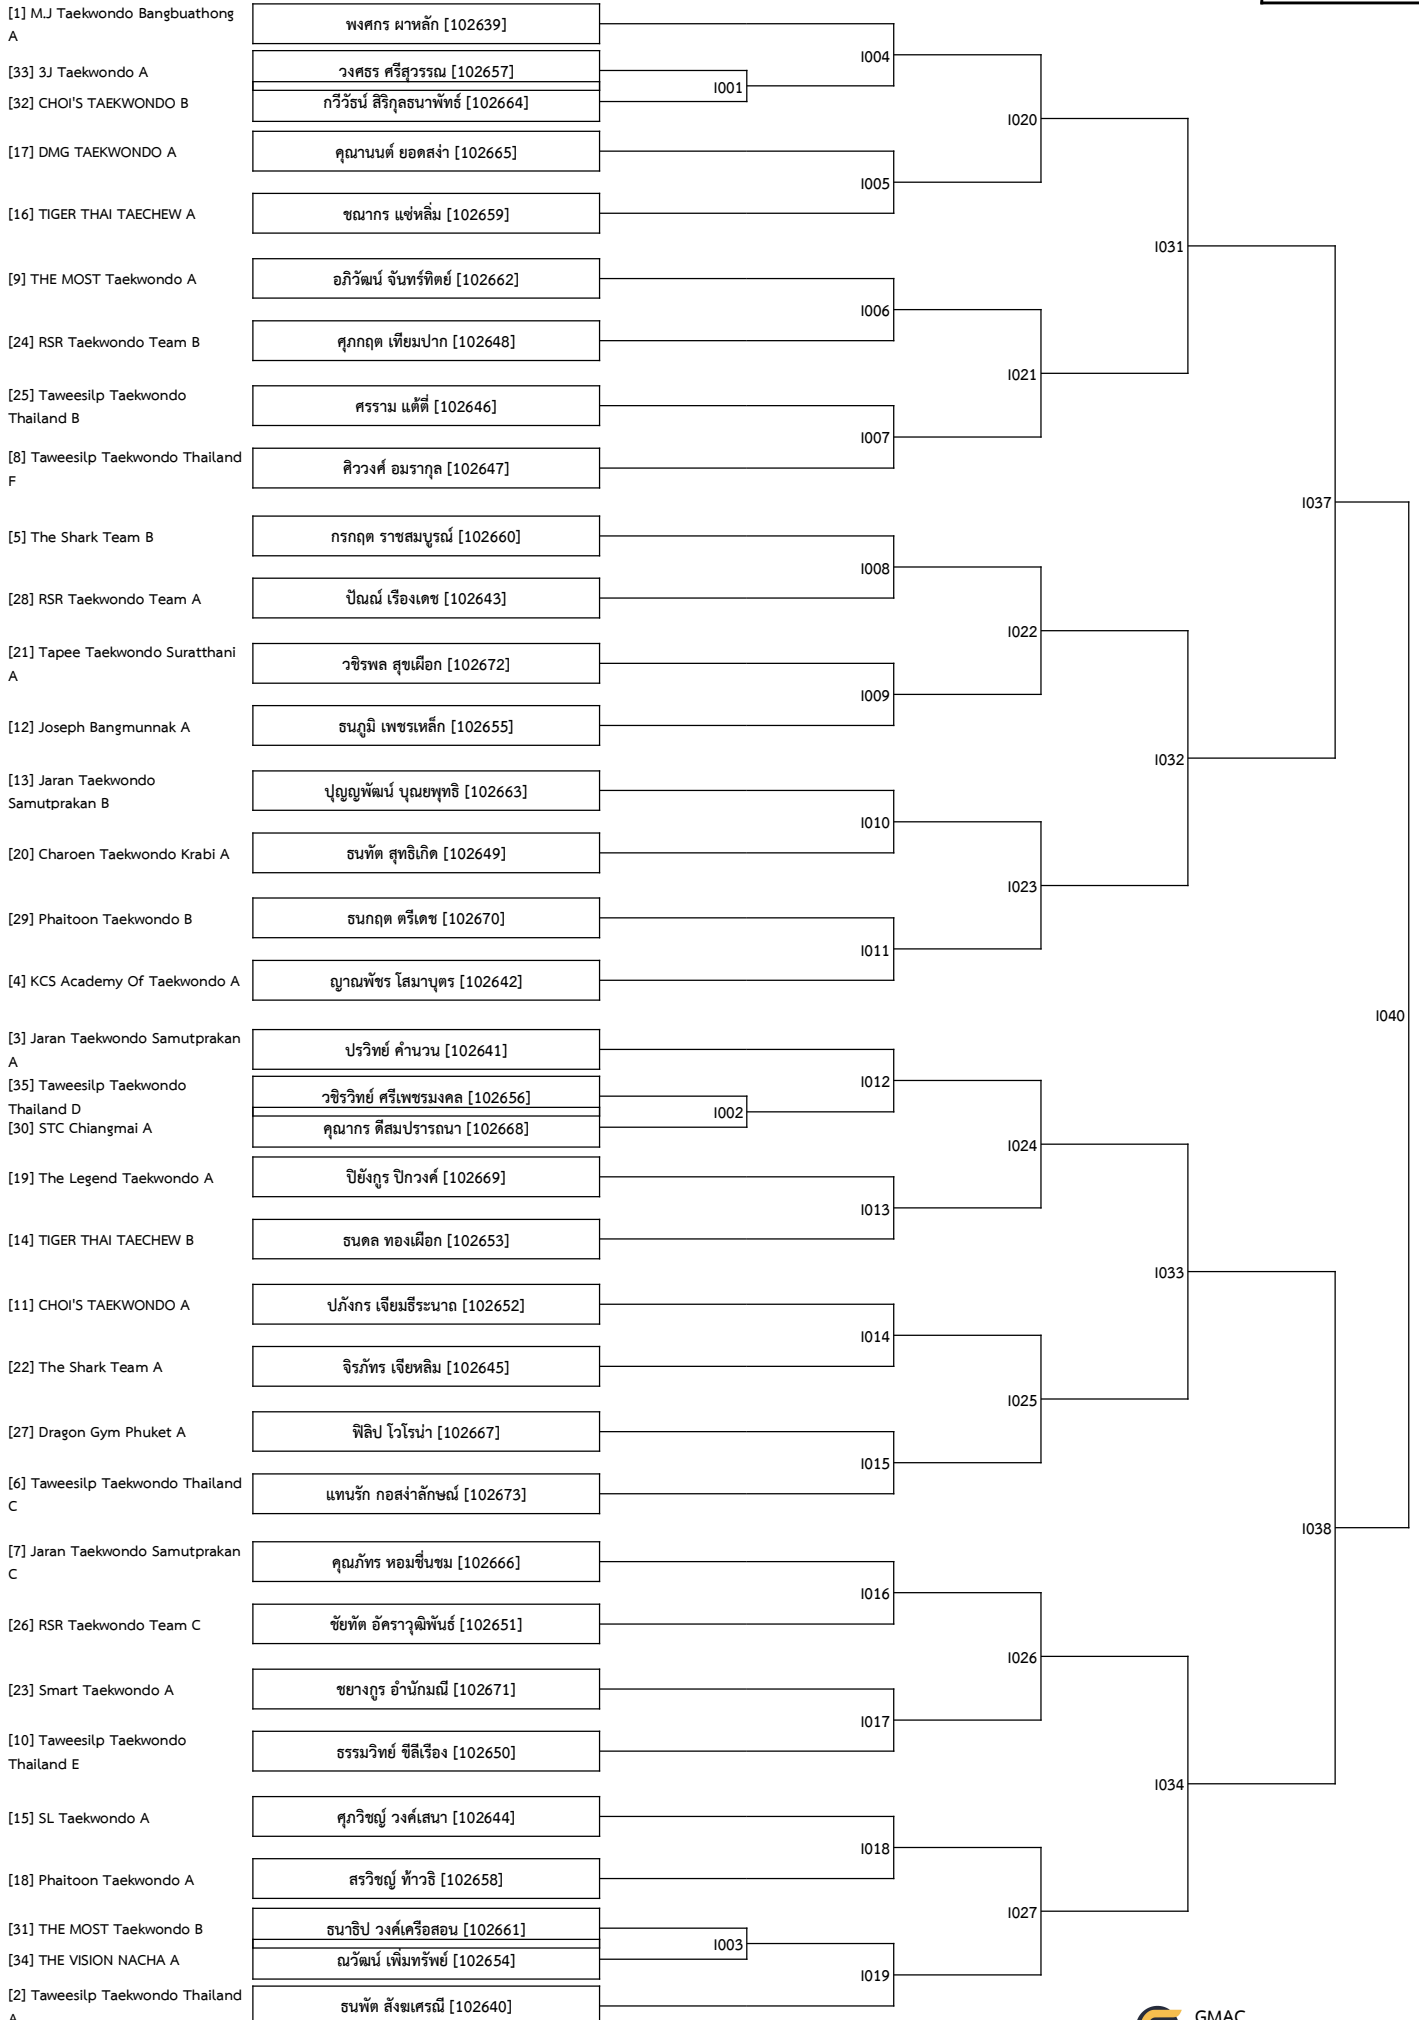 [1] M.J Taekwondo Bangbuathong
A
พงศกร ผาหลัก [102639]
I004
[33] 3J Taekwondo A
วงศธร ศรีสุวรรณ [102657]
I001
[32] CHOI'S TAEKWONDO B
กวีวัธน์ สิริกุลธนาพัทธ์ [102664]
I020
[17] DMG TAEKWONDO A
คุณานนต์ ยอดสง่า [102665]
I005
[16] TIGER THAI TAECHEW A
ชณากร แซ่หลิ่ม [102659]
I031
[9] THE MOST Taekwondo A
อภิวัฒน์ จันทร์ทิตย์ [102662]
I006
[24] RSR Taekwondo Team B
ศุภกฤต เทียมปาก [102648]
I021
[25] Taweesilp Taekwondo
Thailand B
ศรราม แต้ตี่ [102646]
I007
[8] Taweesilp Taekwondo Thailand
F
ศิววงศ์ อมรากุล [102647]
I037
[5] The Shark Team B
กรกฤต ราชสมบูรณ์ [102660]
I008
[28] RSR Taekwondo Team A
ปัณณ์ เรืองเดช [102643]
I022
[21] Tapee Taekwondo Suratthani
A
วชิรพล สุขเผือก [102672]
I009
[12] Joseph Bangmunnak A
ธนภูมิ เพชรเหล็ก [102655]
I032
[13] Jaran Taekwondo
Samutprakan B
ปุญญพัฒน์ บุณยพุทธิ [102663]
I010
[20] Charoen Taekwondo Krabi A
ธนทัต สุทธิเกิด [102649]
I023
[29] Phaitoon Taekwondo B
ธนกฤต ตรีเดช [102670]
I011
[4] KCS Academy Of Taekwondo A
ญาณพัชร โสมาบุตร [102642]
I040
[3] Jaran Taekwondo Samutprakan
A
ปรวิทย์ คำนวน [102641]
I012
[35] Taweesilp Taekwondo
Thailand D
วชิรวิทย์ ศรีเพชรมงคล [102656]
I002
[30] STC Chiangmai A
คุณากร ดีสมปรารถนา [102668]
I024
[19] The Legend Taekwondo A
ปิยังกูร ปิกวงค์ [102669]
I013
[14] TIGER THAI TAECHEW B
ธนดล ทองเผือก [102653]
I033
[11] CHOI'S TAEKWONDO A
ปภังกร เจียมธีระนาถ [102652]
I014
[22] The Shark Team A
จิรภัทร เจียหลิม [102645]
I025
[27] Dragon Gym Phuket A
ฟิลิป โวโรน่า [102667]
I015
[6] Taweesilp Taekwondo Thailand
C
แทนรัก กอสง่าลักษณ์ [102673]
I038
[7] Jaran Taekwondo Samutprakan
C
คุณภัทร หอมชื่นชม [102666]
I016
[26] RSR Taekwondo Team C
ชัยทัต อัคราวุฒิพันธ์ [102651]
I026
[23] Smart Taekwondo A
ชยางกูร อำนักมณี [102671]
I017
[10] Taweesilp Taekwondo
Thailand E
ธรรมวิทย์ ขีลีเรือง [102650]
I034
[15] SL Taekwondo A
ศุภวิชญ์ วงค์เสนา [102644]
I018
[18] Phaitoon Taekwondo A
สรวิชญ์ ท้าวธิ [102658]
I027
[31] THE MOST Taekwondo B
ธนาธิป วงค์เครือสอน [102661]
I003
[34] THE VISION NACHA A
ณวัฒน์ เพิ่มทรัพย์ [102654]
I019
[2] Taweesilp Taekwondo Thailand
A
ธนพัต สังฆเศรณี [102640]
GMAC